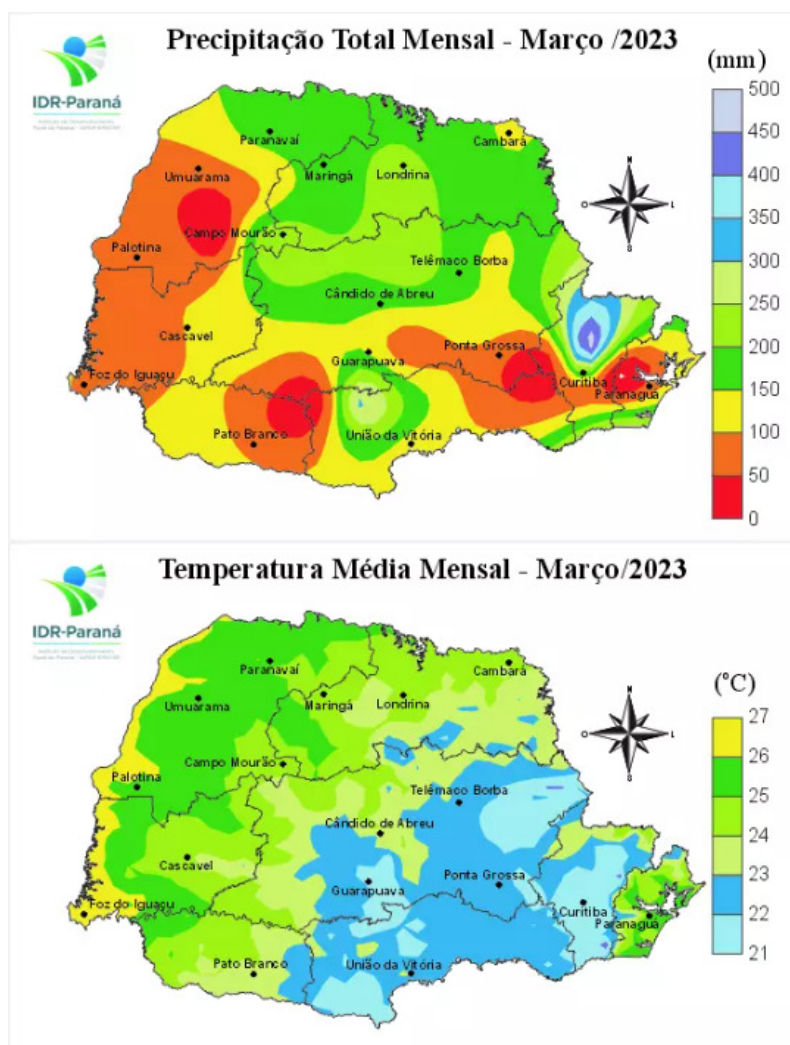 Precipitação Total Mensal - Março /2023
IDR-Paraná
(mm)
500
450
400
350
300
250
200
150
100
50
0
Paranavaí
Cambará
Umuarama
Maringá
Londrina
Campo Mourão
Palotina
Telêmaco Borba
Cândido de Abreu
Cascavel
Guarapuava
Ponta Grossa
Foz do Iguaçu
Curitiba
Paranaguá
Pato Branco
União da Vitória
N
O
L
S
Temperatura Média Mensal - Março/2023
IDR-Paraná
(°C)
27
26
25
24
23
22
21
Paranavaí
Cambará
Umuarama
Maringá
Londrina
Campo Mourão
Palotina
Telêmaco Borba
Cândido de Abreu
Cascavel
Guarapuava
Ponta Grossa
Foz do Iguaçu
Curitiba
Paranaguá
Pato Branco
União da Vitória
N
O
L
S